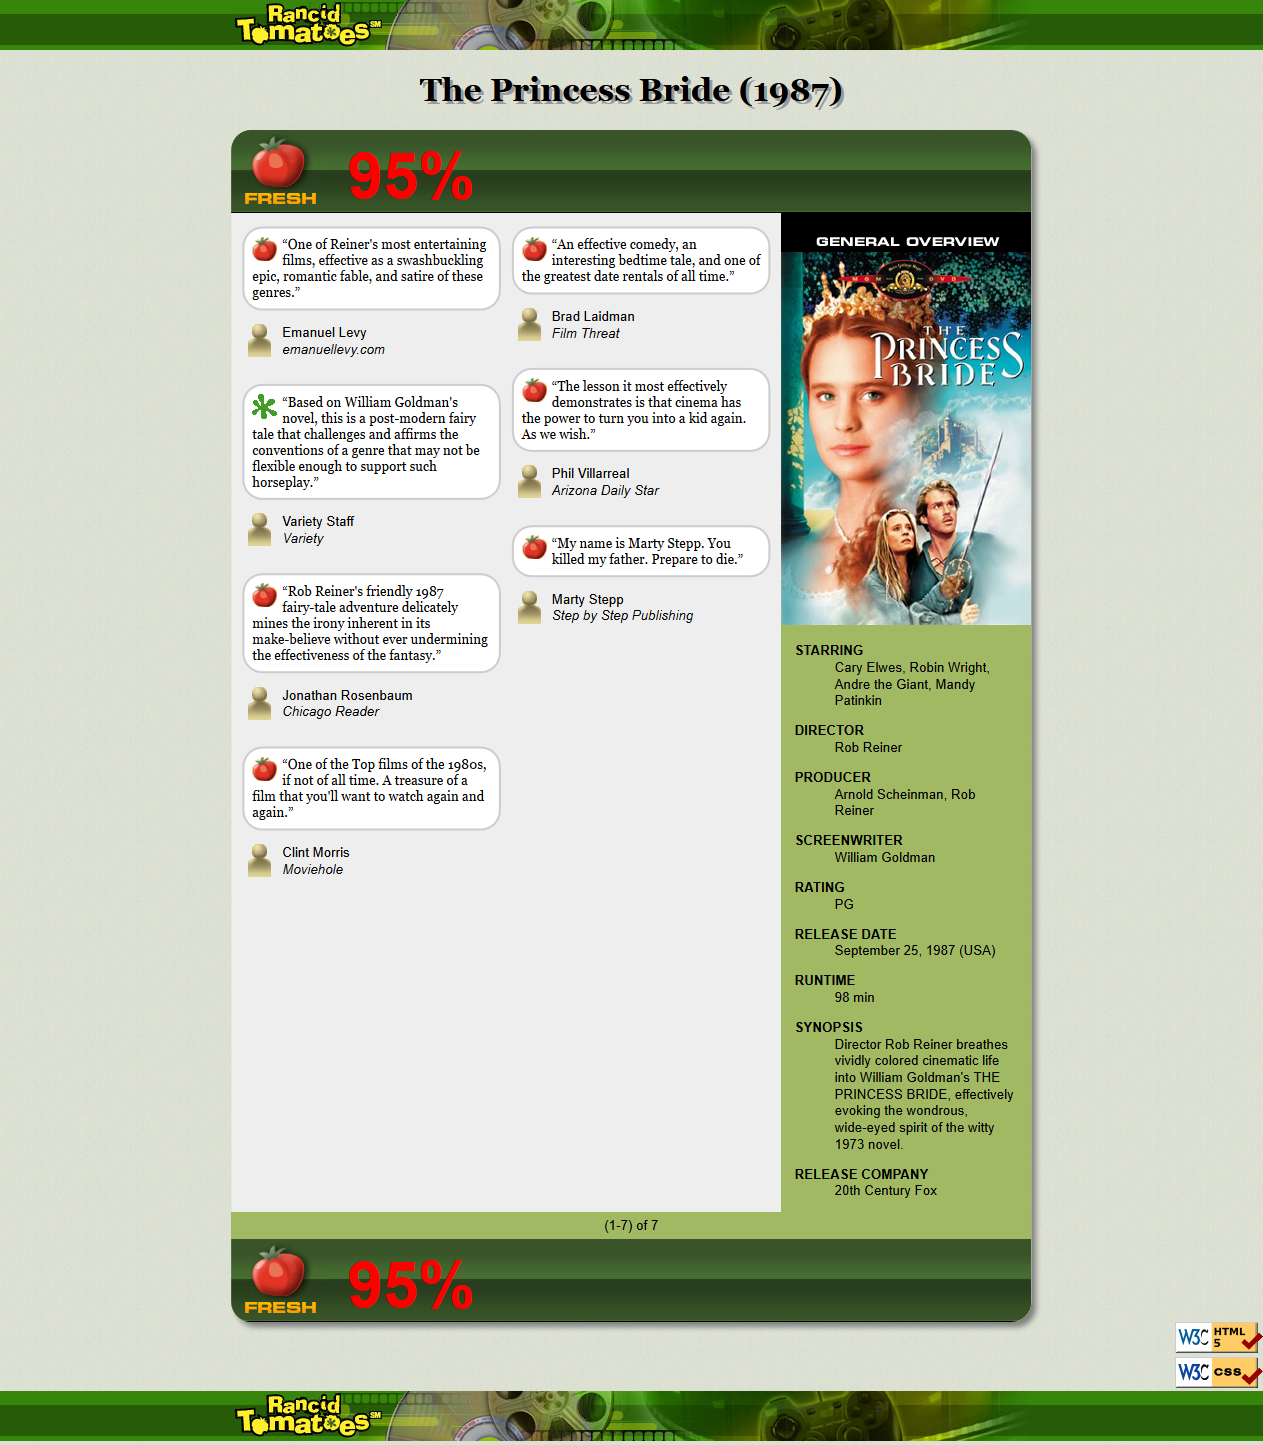 Rancid
TomatOes SM
The Princess Bride (1987)
FRESH
95%
“One of Reiner's most entertaining
films, effective as a swashbuckling
epic, romantic fable, and satire of these
genres.”
Emanuel Levy
emanuellevy.com
“Based on William Goldman's
novel, this is a post-modern fairy
tale that challenges and affirms the
conventions of a genre that may not be
flexible enough to support such
horseplay.”
Variety Staff
Variety
“Rob Reiner's friendly 1987
fairy-tale adventure delicately
mines the irony inherent in its
make-believe without ever undermining
the effectiveness of the fantasy.”
Jonathan Rosenbaum
Chicago Reader
“One of the Top films of the 1980s,
if not of all time. A treasure of a
film that you'll want to watch again and
again.”
Clint Morris
Moviehole
“An effective comedy, an
interesting bedtime tale, and one of
the greatest date rentals of all time.”
Brad Laidman
Film Threat
“The lesson it most effectively
demonstrates is that cinema has
the power to turn you into a kid again.
As we wish.”
Phil Villarreal
Arizona Daily Star
“My name is Marty Stepp. You
killed my father. Prepare to die.”
Marty Stepp
Step by Step Publishing
GENERAL OVERVIEW
THE
PRINCESS
BRIDE
STARRING
Cary Elwes, Robin Wright,
Andre the Giant, Mandy
Patinkin
DIRECTOR
Rob Reiner
PRODUCER
Arnold Scheinman, Rob
Reiner
SCREENWRITER
William Goldman
RATING
PG
RELEASE DATE
September 25, 1987 (USA)
RUNTIME
98 min
SYNOPSIS
Director Rob Reiner breathes
vividly colored cinematic life
into William Goldman's THE
PRINCESS BRIDE, effectively
evoking the wondrous,
wide-eyed spirit of the witty
1973 novel.
RELEASE COMPANY
20th Century Fox
(1-7) of 7
FRESH
95%
W3C HTML
5
W3C CSS
Rancid
TomatOes SM